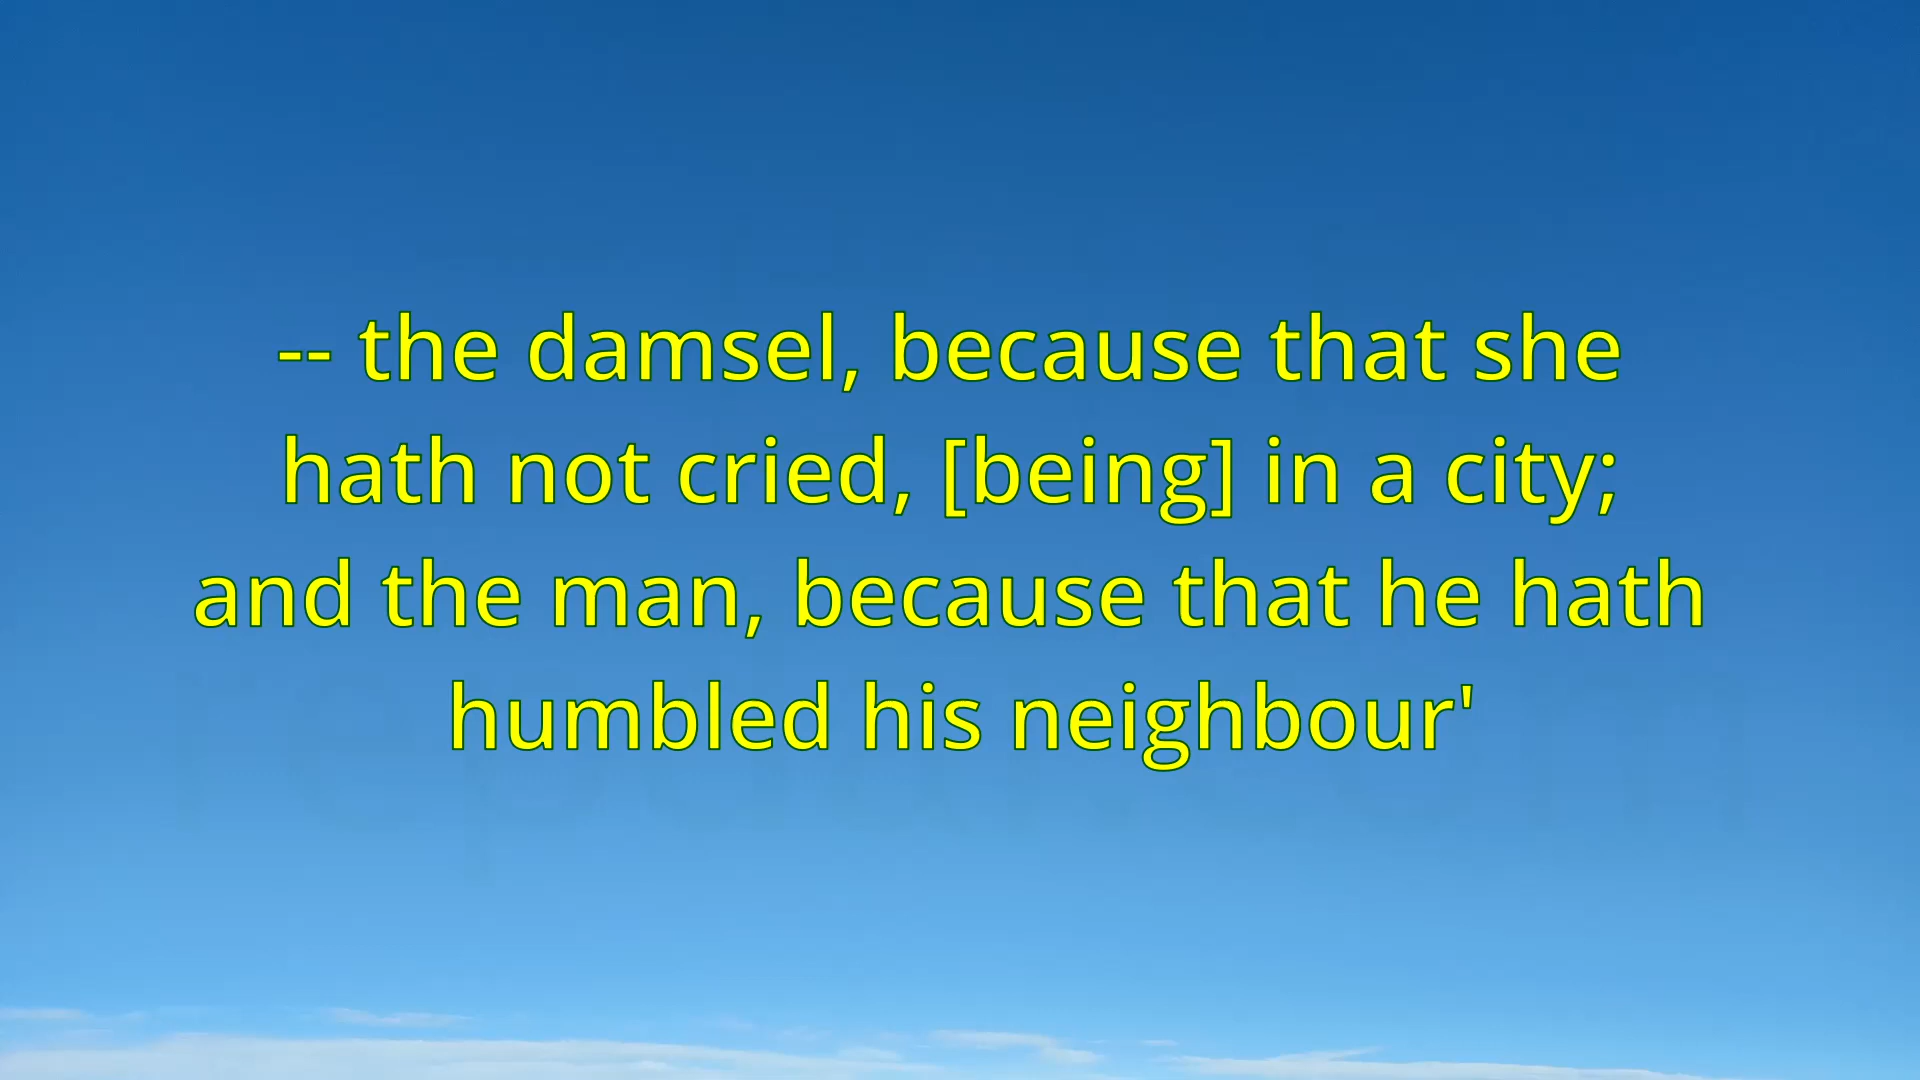 -- the damsel, because that she
hath not cried, [being] in a city;
and the man, because that he hath
humbled his neighbour'